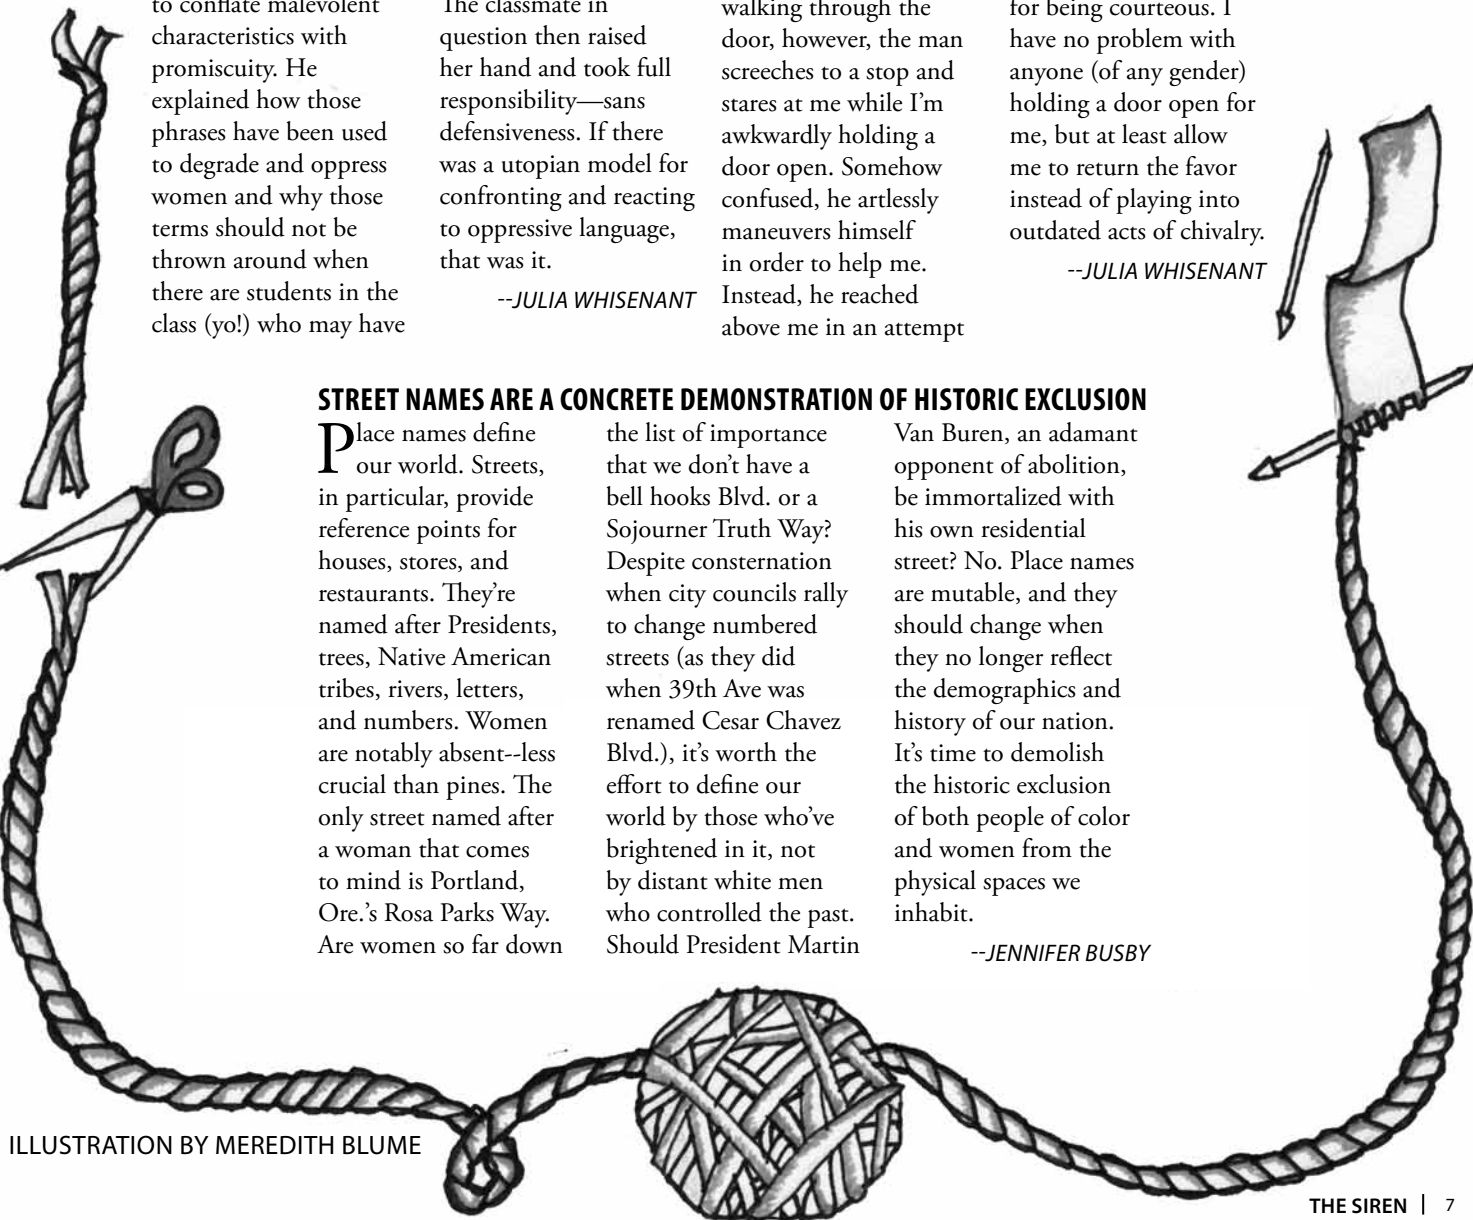 to conflate malevolent
characteristics with
promiscuity. He
explained how those
phrases have been used
to degrade and oppress
women and why those
terms should not be
thrown around when
there are students in the
class (yo!) who may have
The classmate in
question then raised
her hand and took full
responsibility—sans
defensiveness. If there
was a utopian model for
confronting and reacting
to oppressive language,
that was it.
--JULIA WHISENANT
walking through the
door, however, the man
screeches to a stop and
stares at me while I’m
awkwardly holding a
door open. Somehow
confused, he artlessly
maneuvers himself
in order to help me.
Instead, he reached
above me in an attempt
for being courteous. I
have no problem with
anyone (of any gender)
holding a door open for
me, but at least allow
me to return the favor
instead of playing into
outdated acts of chivalry.
--JULIA WHISENANT
STREET NAMES ARE A CONCRETE DEMONSTRATION OF HISTORIC EXCLUSION
Place names define
our world. Streets,
in particular, provide
reference points for
houses, stores, and
restaurants. They’re
named after Presidents,
trees, Native American
tribes, rivers, letters,
and numbers. Women
are notably absent--less
crucial than pines. The
only street named after
a woman that comes
to mind is Portland,
Ore.’s Rosa Parks Way.
Are women so far down
the list of importance
that we don’t have a
bell hooks Blvd. or a
Sojourner Truth Way?
Despite consternation
when city councils rally
to change numbered
streets (as they did
when 39th Ave was
renamed Cesar Chavez
Blvd.), it’s worth the
effort to define our
world by those who’ve
brightened in it, not
by distant white men
who controlled the past.
Should President Martin
Van Buren, an adamant
opponent of abolition,
be immortalized with
his own residential
street? No. Place names
are mutable, and they
should change when
they no longer reflect
the demographics and
history of our nation.
It’s time to demolish
the historic exclusion
of both people of color
and women from the
physical spaces we
inhabit.
--JENNIFER BUSBY
ILLUSTRATION BY MEREDITH BLUME
THE SIREN | 7